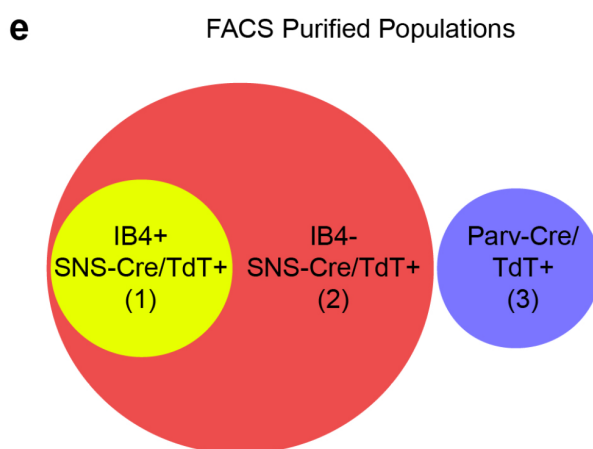 e
FACS Purified Populations
IB4+
SNS-Cre/TdT+
(1)
IB4-
SNS-Cre/TdT+
(2)
Parv-Cre/
TdT+
(3)